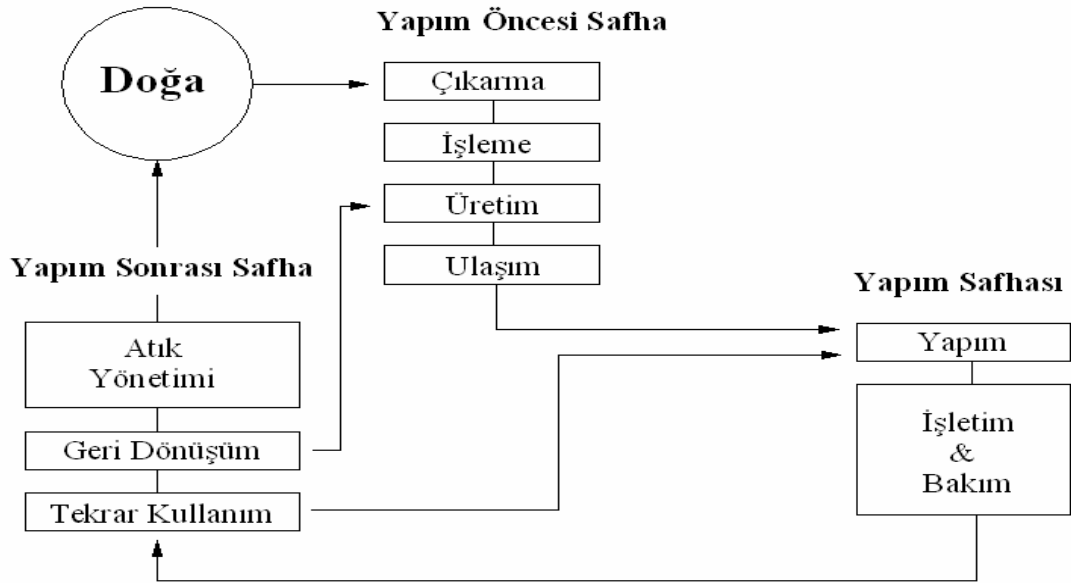 Yapım Öncesi Safha
Doğa
Çıkarma
İşleme
Üretim
Ulaşım
Yapım Sonrası Safha
Atık
Yönetimi
Geri Dönüşüm
Tekrar Kullanım
Yapım Safhası
Yapım
İşletim
&
Bakım